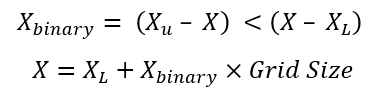 X_binary = (X_u – X) < (X – X_L)
X = X_L + X_binary × Grid Size